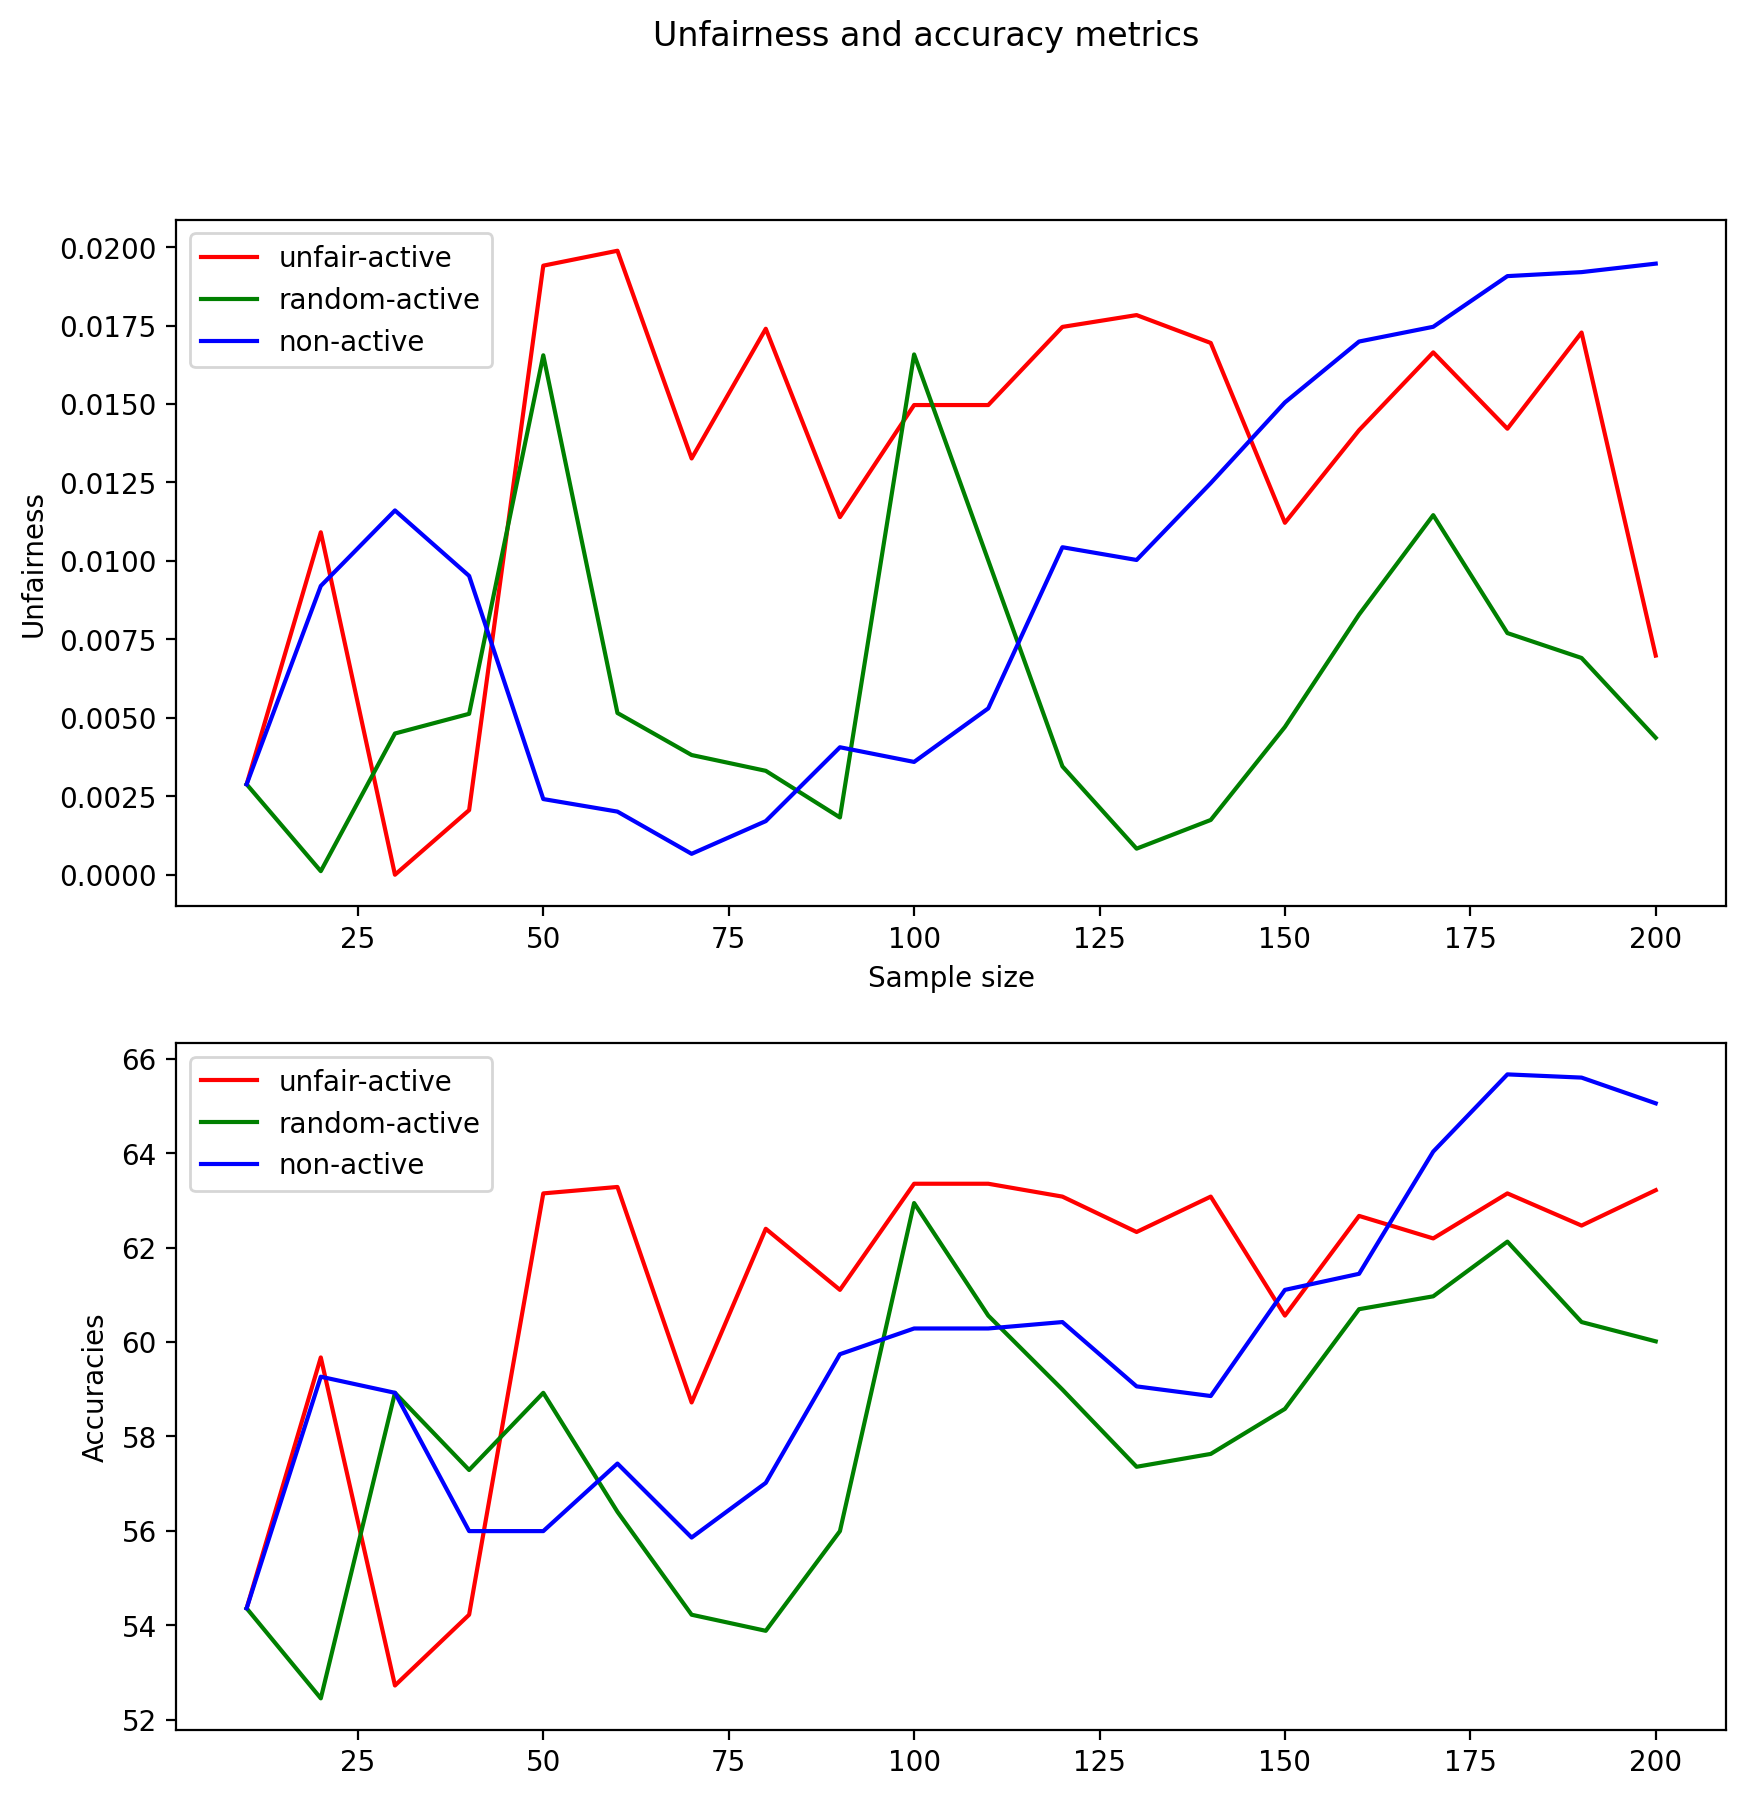 Unfairness and accuracy metrics
0.0200
0.0175
0.0150
0.0125
0.0100
0.0075
0.0050
0.0025
0.0000
Unfairness
unfair-active
random-active
non-active
25 50 75 100 125 150 175 200
Sample size
66
64
62
60
58
56
54
52
Accuracies
unfair-active
random-active
non-active
25 50 75 100 125 150 175 200